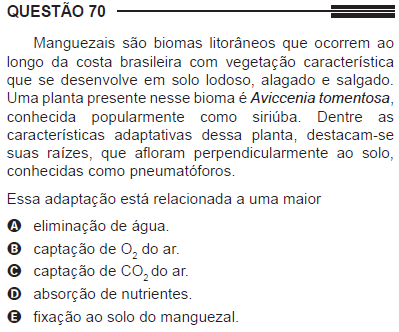 QUESTÃO 70
Manguezais são biomas litorâneos que ocorrem ao
longo da costa brasileira com vegetação característica
que se desenvolve em solo lodoso, alagado e salgado.
Uma planta presente nesse bioma é Aviccenia tomentosa,
conhecida popularmente como siriúba. Dentre as
características adaptativas dessa planta, destacam-se
suas raízes, que afloram perpendicularmente ao solo,
conhecidas como pneumatóforos.
Essa adaptação está relacionada a uma maior
A eliminação de água.
B captação de O₂ do ar.
C captação de CO₂ do ar.
D absorção de nutrientes.
E fixação ao solo do manguezal.